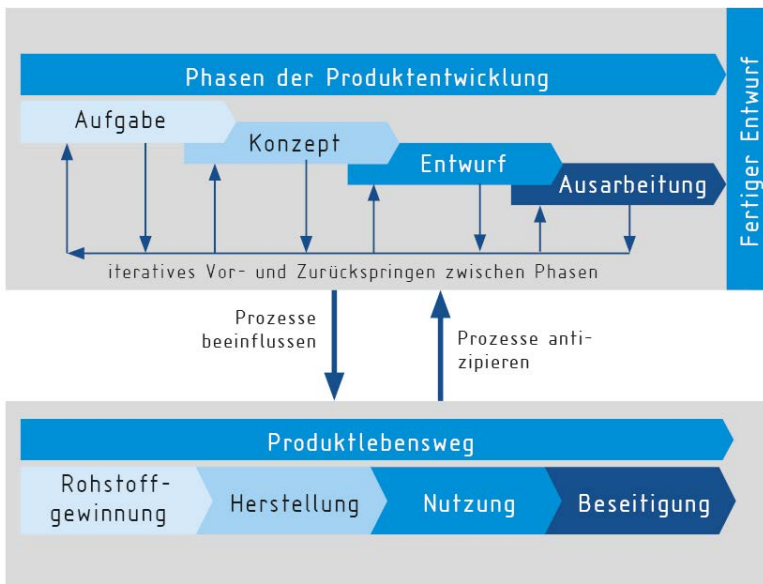 Phasen der Produktentwicklung
Aufgabe
Konzept
Entwurf
Ausarbeitung
Fertiger Entwurf
iteratives Vor- und Zurückspringen zwischen Phasen
Prozesse
beeinflussen
Prozesse anti-
zipieren
Produktlebensweg
Rohstoff-
gewinnung
Herstellung
Nutzung
Beseitigung